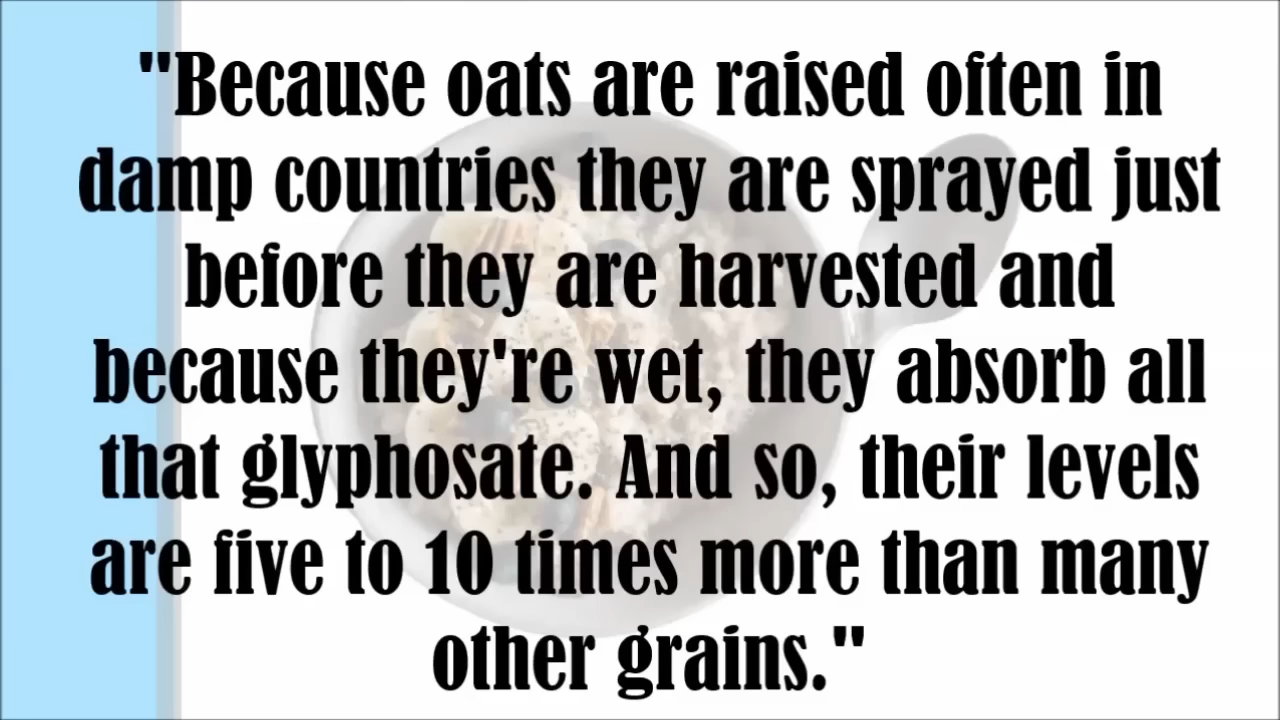 "Because oats are raised often in
damp countries they are sprayed just
before they are harvested and
because they're wet, they absorb all
that glyphosate. And so, their levels
are five to 10 times more than many
other grains."